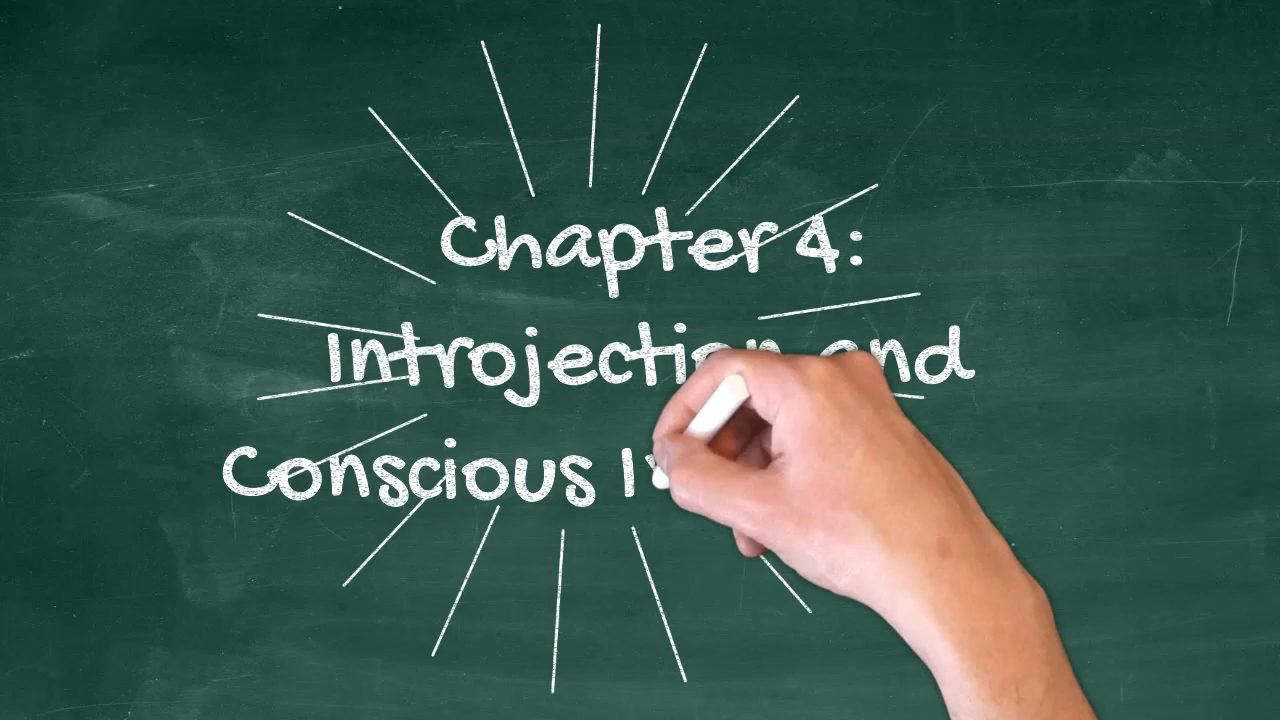 Chapter 4:
Introjection and
Conscious